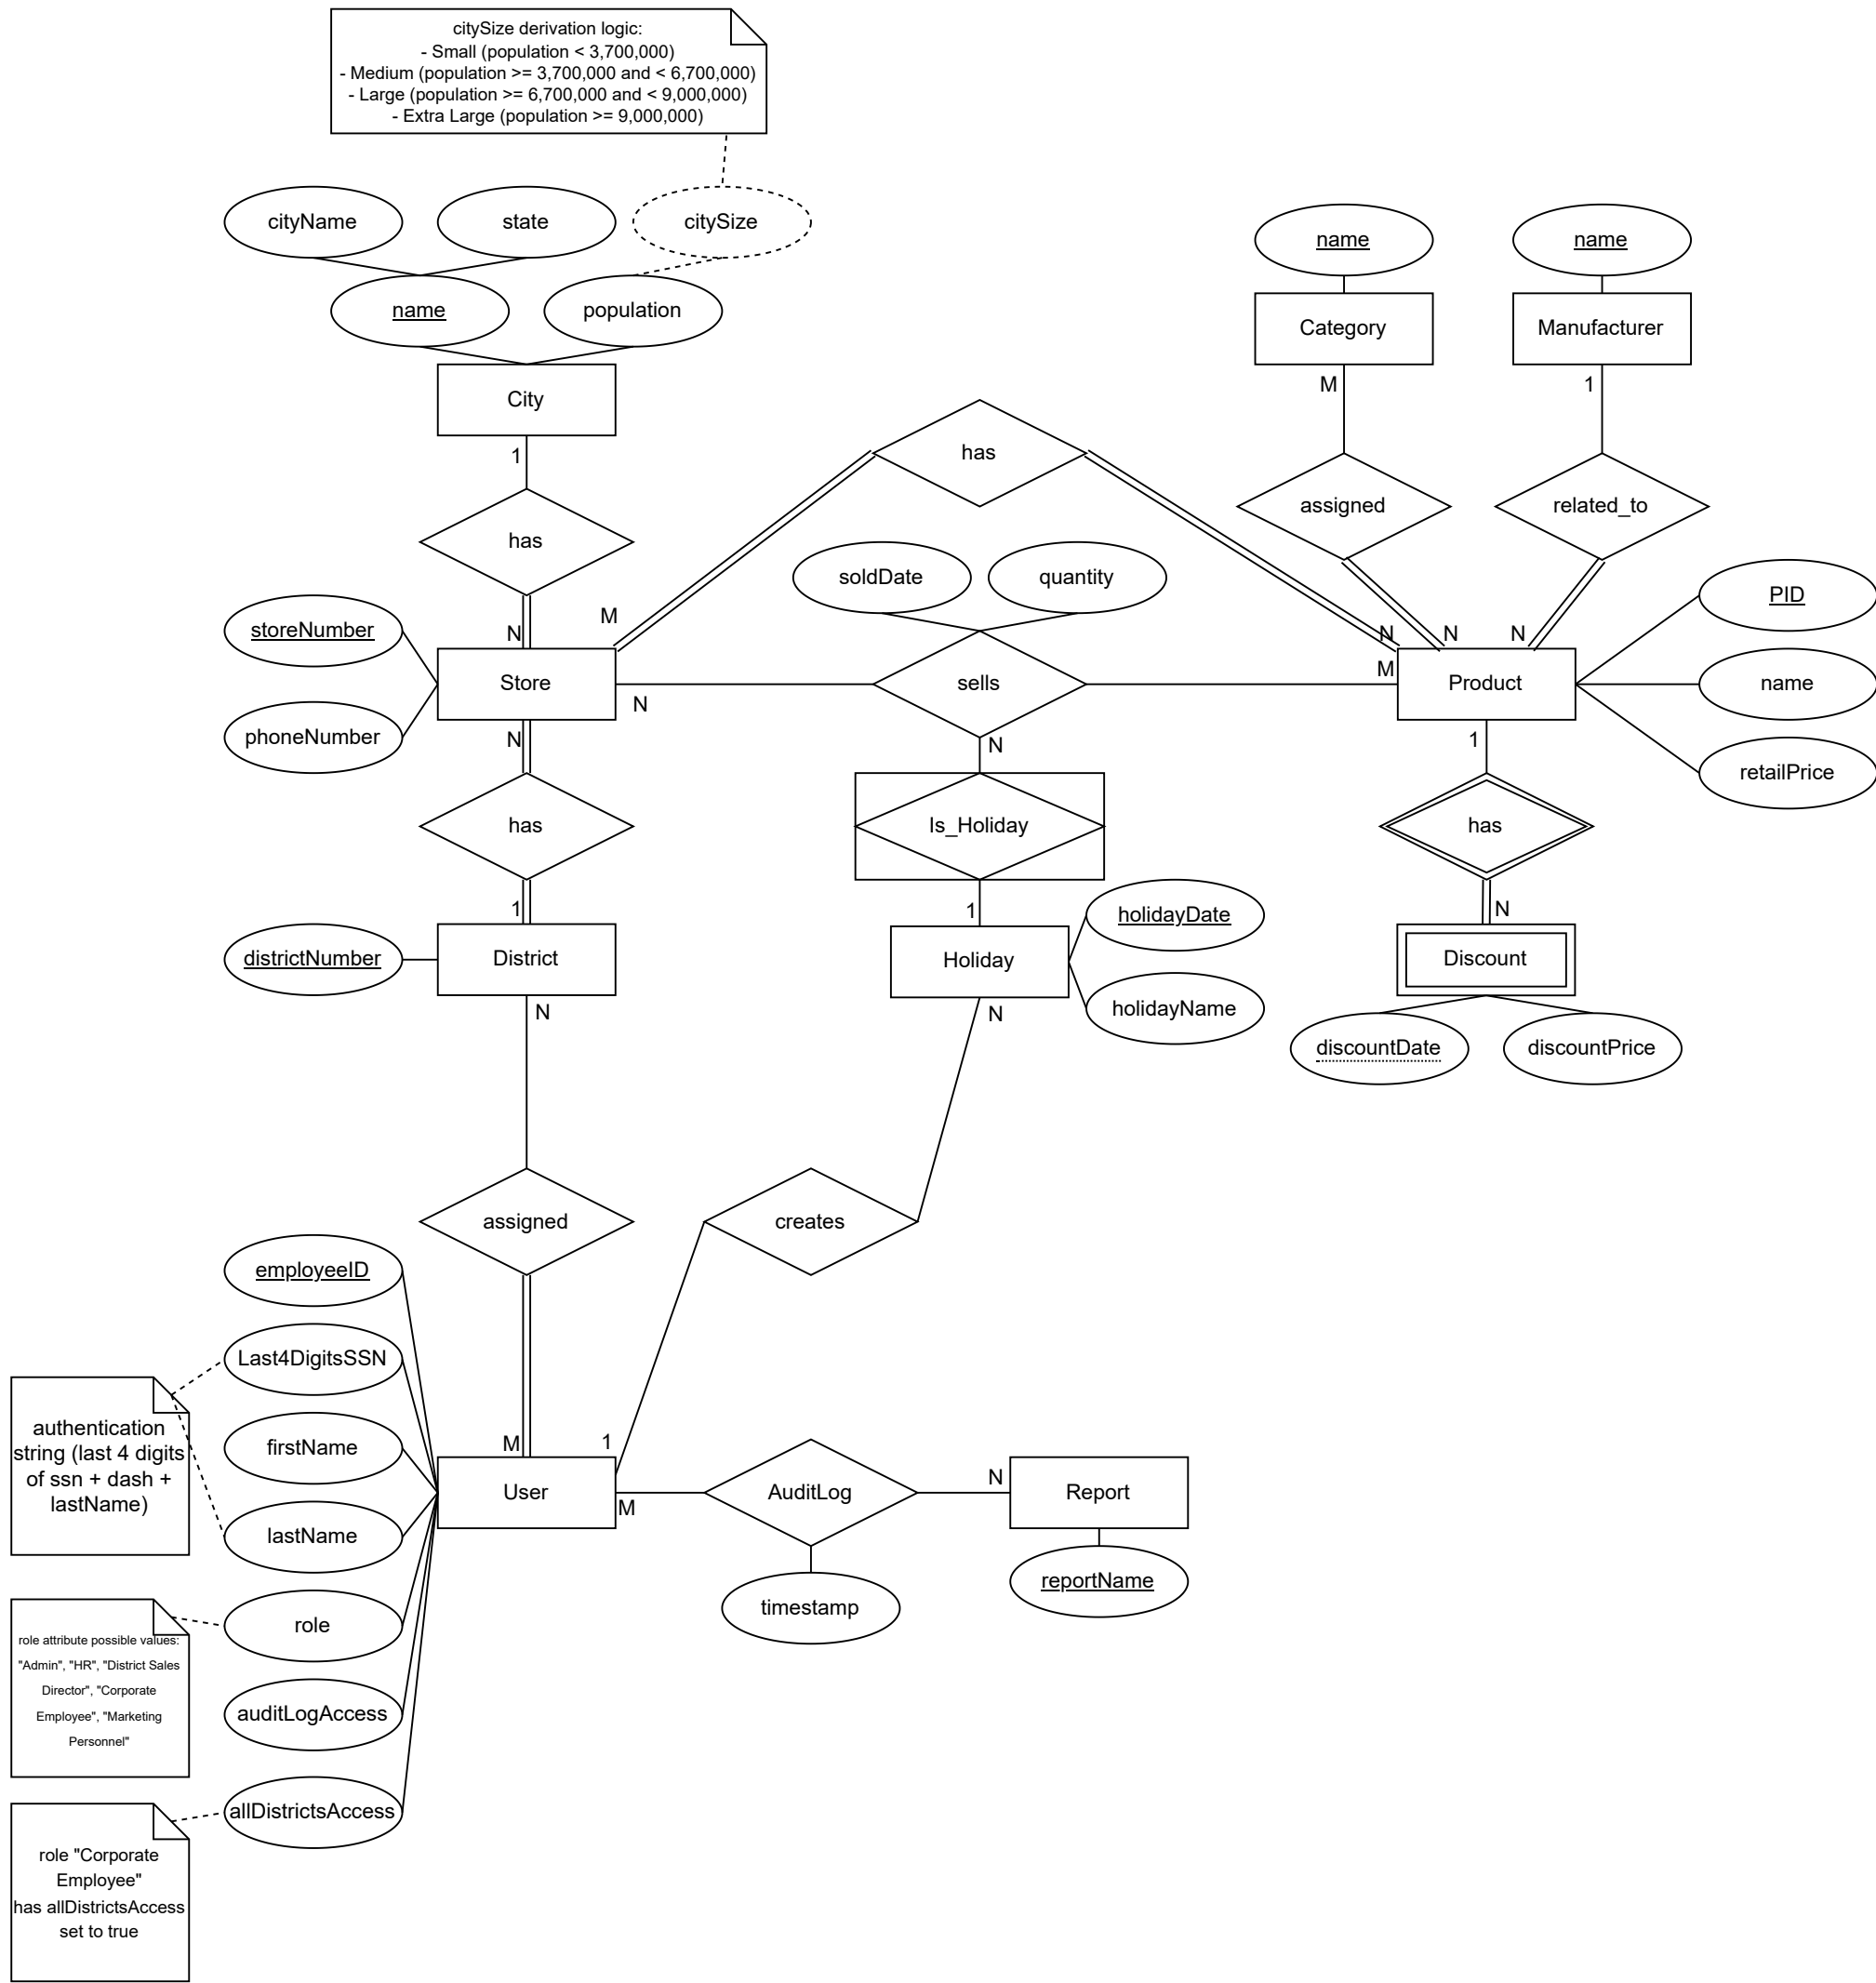 citySize derivation logic:
- Small (population < 3,700,000)
- Medium (population >= 3,700,000 and < 6,700,000)
- Large (population >= 6,700,000 and < 9,000,000)
- Extra Large (population >= 9,000,000)
cityName
state
citySize
name
name
name
population
Category
Manufacturer
City
M
1
1
has
assigned
related_to
has
soldDate
quantity
PID
storeNumber
M
N
N
N
N
Store
sells
M
Product
name
N
phoneNumber
N
N
1
retailPrice
has
Is_Holiday
has
1
1
N
holidayDate
districtNumber
District
Holiday
Discount
N
N
holidayName
discountDate
discountPrice
assigned
creates
employeeID
Last4DigitsSSN
authentication
string (last 4 digits
of ssn + dash +
lastName)
firstName
M
1
User
M
AuditLog
N
Report
lastName
reportName
timestamp
role
role attribute possible values:
"Admin", "HR", "District Sales
Director", "Corporate
Employee", "Marketing
Personnel"
auditLogAccess
allDistrictsAccess
role "Corporate
Employee"
has allDistrictsAccess
set to true